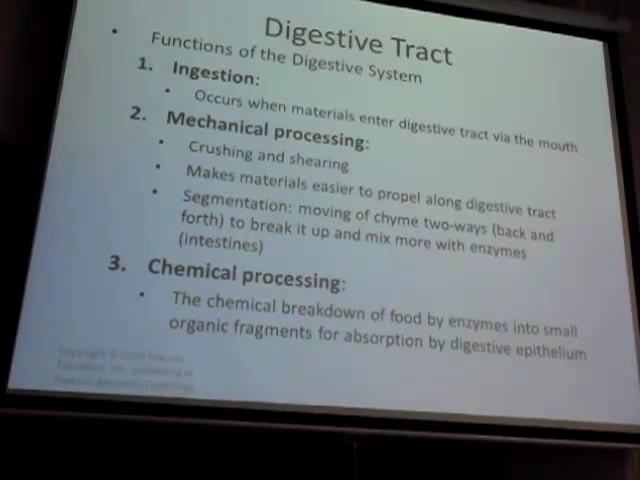 Digestive Tract
• Functions of the Digestive System
1. Ingestion:
• Occurs when materials enter digestive tract via the mouth
2. Mechanical processing:
• Crushing and shearing
• Makes materials easier to propel along digestive tract
• Segmentation: moving of chyme two-ways (back and
forth) to break it up and mix more with enzymes
(intestines)
3. Chemical processing:
• The chemical breakdown of food by enzymes into small
organic fragments for absorption by digestive epithelium
Copyright ©